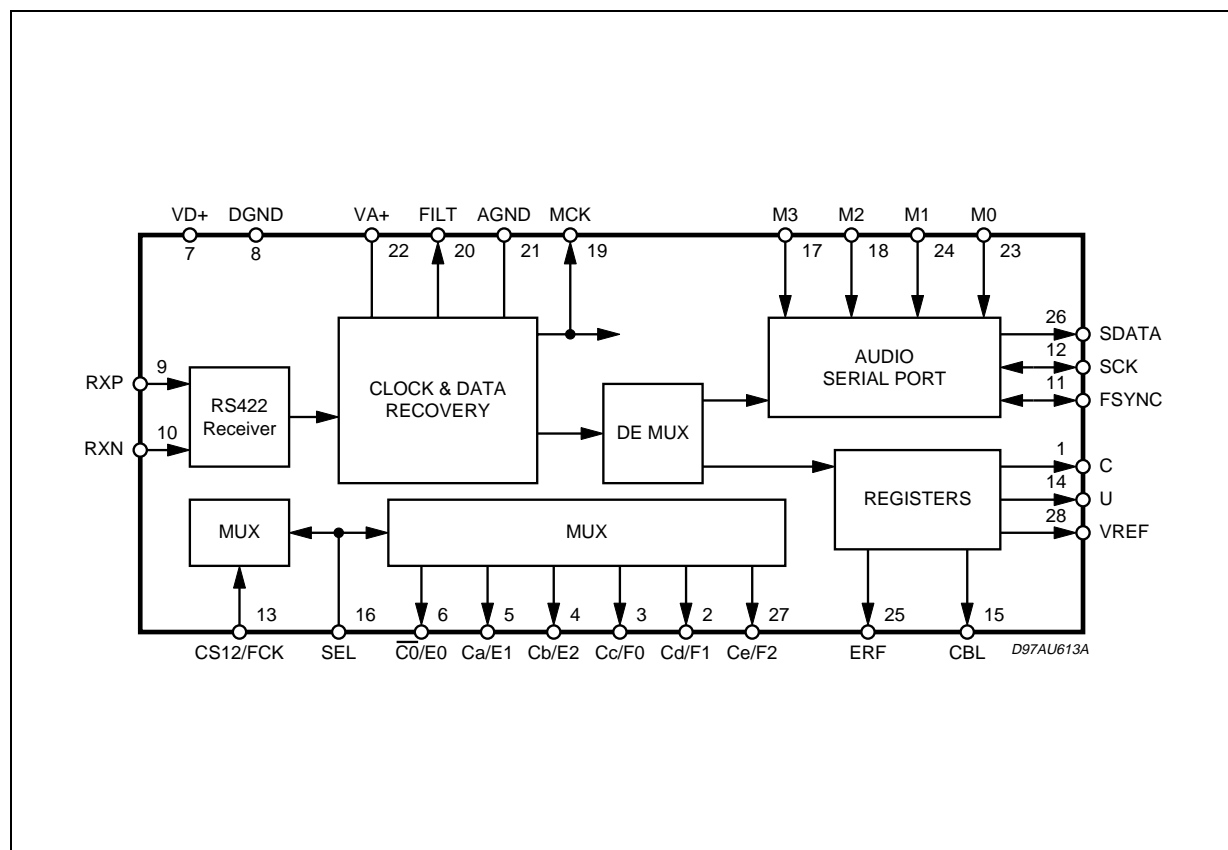 VD+ DGND VA+ FILT AGND MCK M3 M2 M1 M0
7 8 22 20 21 19 17 18 24 23
26 SDATA
12 SCK
11 FSYNC
AUDIO
SERIAL PORT
RXP 9
RXN 10
RS422
Receiver
CLOCK & DATA
RECOVERY
DE MUX
REGISTERS
1 C
14 U
28 VREF
MUX
MUX
13 16 6 5 4 3 2 27 25 15
CS12/FCK SEL C̅0̅/E0 Ca/E1 Cb/E2 Cc/F0 Cd/F1 Ce/F2 ERF CBL
D97AU613A